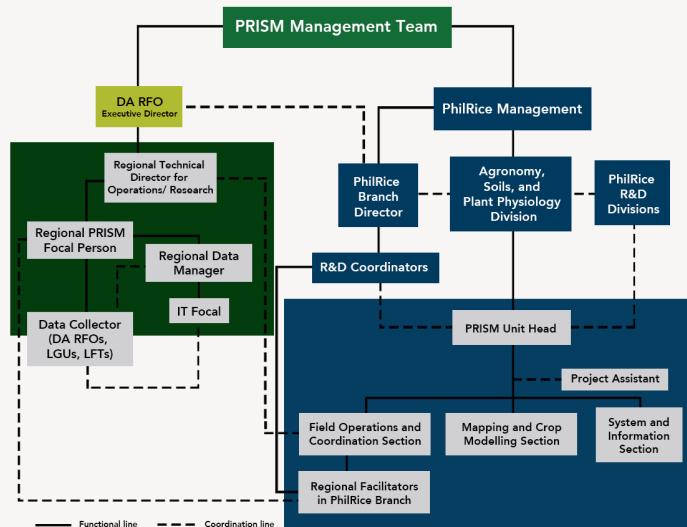 PRISM Management Team
DA RFO
Executive Director
PhilRice Management
Regional Technical
Director for
Operations/ Research
PhilRice
Branch
Director
Agronomy,
Soils, and
Plant Physiology
Division
PhilRice
R&D
Divisions
Regional PRISM
Focal Person
Regional Data
Manager
R&D Coordinators
IT Focal
Data Collector
(DA RFOs,
LGUs, LFTs)
PRISM Unit Head
Project Assistant
Field Operations and
Coordination Section
Mapping and Crop
Modelling Section
System and
Information
Section
Regional Facilitators
in PhilRice Branch
Functional line
Coordination line